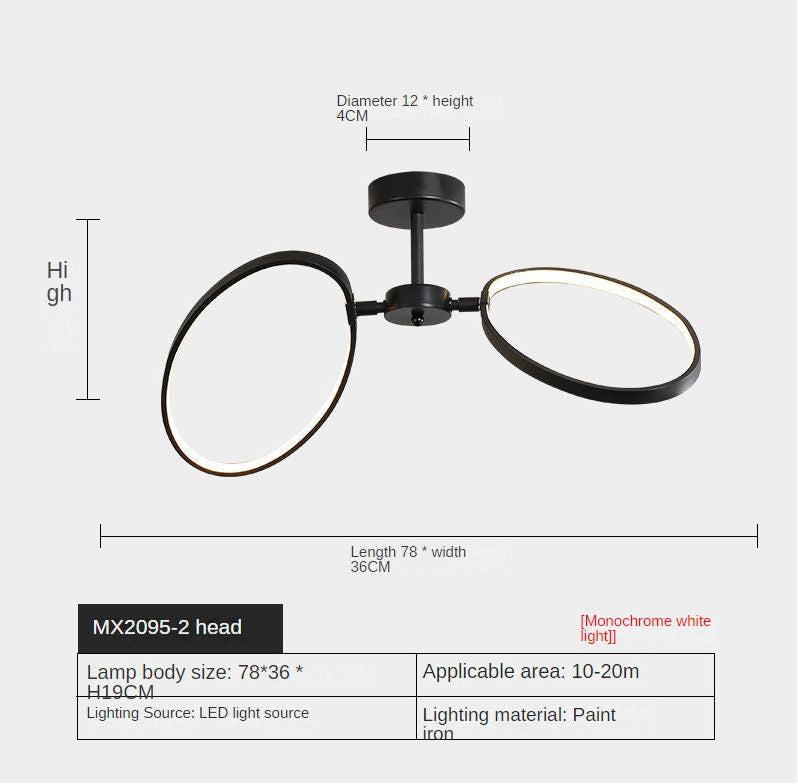 Diameter 12 * height
4CM
Hi
gh
Length 78 * width
36CM
MX2095-2 head
[Monochrome white
light]]
Lamp body size: 78*36 *
H19CM
Applicable area: 10-20m
Lighting Source: LED light source
Lighting material: Paint
iron